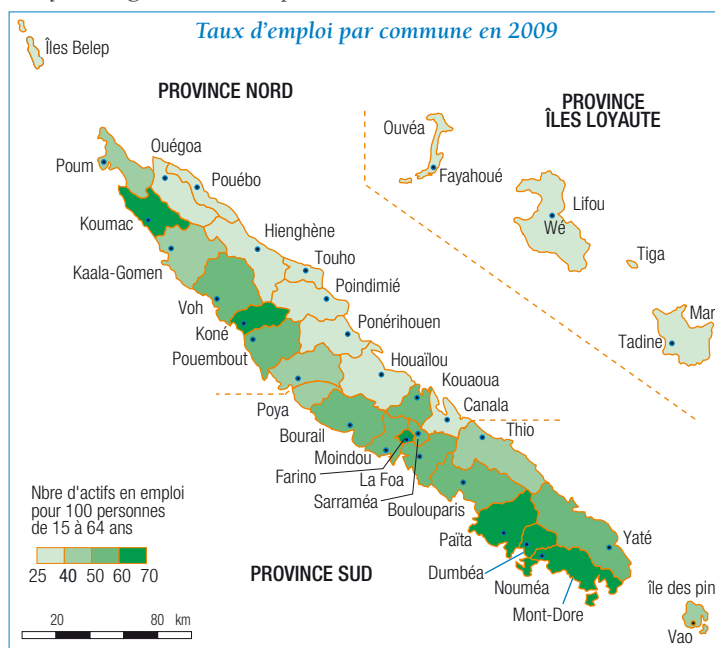 Taux d'emploi par commune en 2009
Îles Belep
PROVINCE NORD
PROVINCE
ÎLES LOYAUTE
Ouvéa
Fayahoué
Lifou
Wé
Tiga
Mar
Tadine
Ouégoa
Poum
Pouébo
Koumac
Hienghène
Kaala-Gomen
Touho
Poindimié
Voh
Ponérihouen
Koné
Pouembout
Houaïlou
Kouaoua
Canala
Poya
Thio
Bourail
Moindou
Farino
La Foa
Sarraméa
Boulouparis
Nbre d'actifs en emploi
pour 100 personnes
de 15 à 64 ans
25 40 50 60 70
Païta
Yaté
PROVINCE SUD
Dumbéa
Nouméa
Mont-Dore
île des pin
Vao
20 80 km